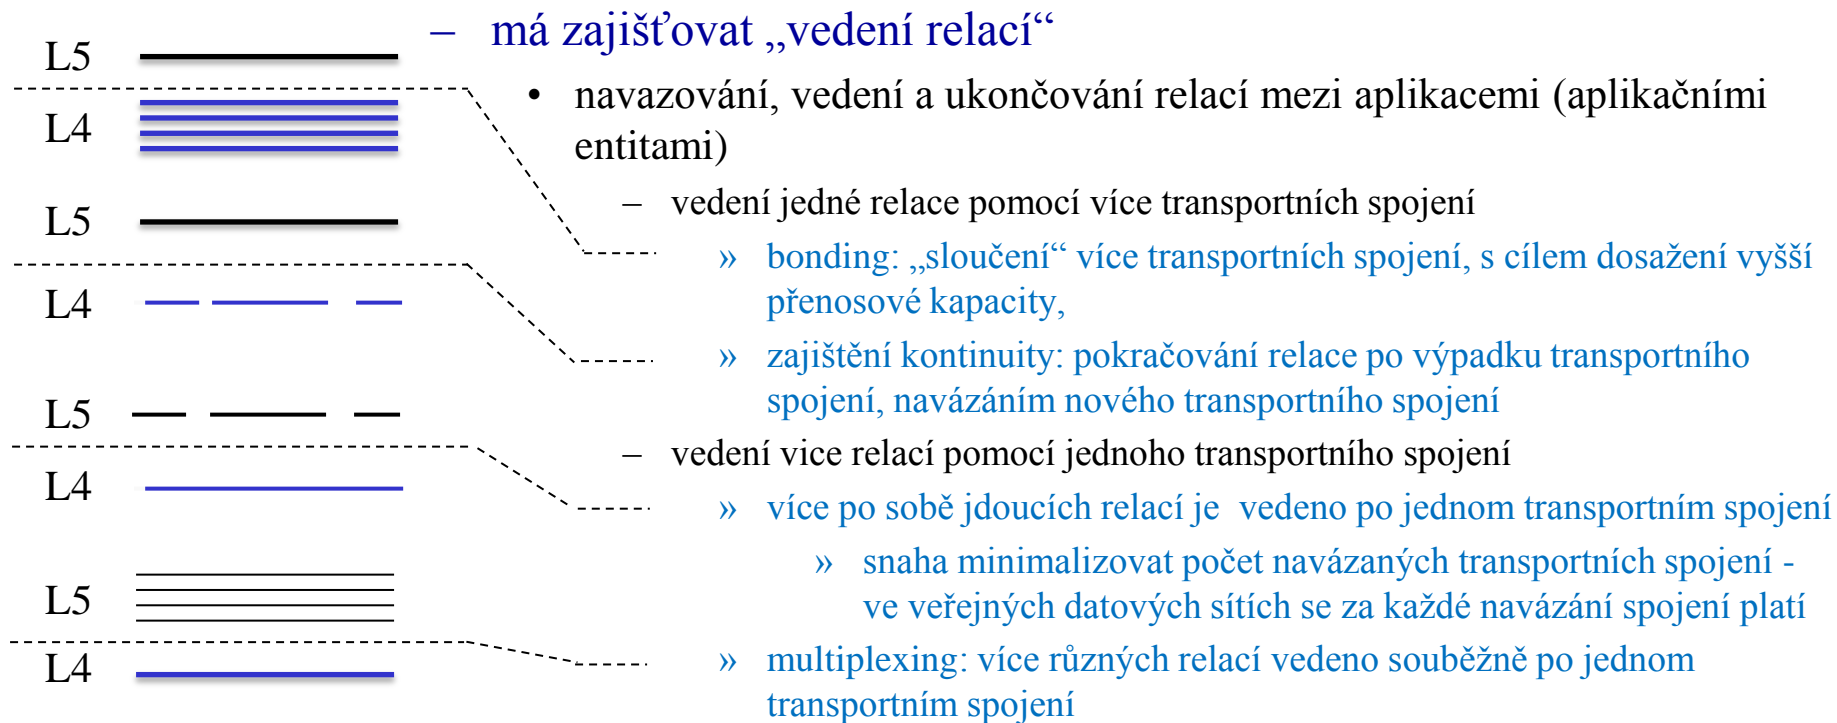 – má zajišťovat „vedení relací“
L5
• navazování, vedení a ukončování relací mezi aplikacemi (aplikačními
L4
entitami)
– vedení jedné relace pomocí více transportních spojení
L5
» bonding: „sloučení“ více transportních spojení, s cílem dosažení vyšší
přenosové kapacity,
L4
» zajištění kontinuity: pokračování relace po výpadku transportního
spojení, navázáním nového transportního spojení
L5
– vedení vice relací pomocí jednoho transportního spojení
L4
» více po sobě jdoucích relací je vedeno po jednom transportním spojení
» snaha minimalizovat počet navázaných transportních spojení -
ve veřejných datových sítích se za každé navázání spojení platí
L5
» multiplexing: více různých relací vedeno souběžně po jednom
L4
transportním spojení